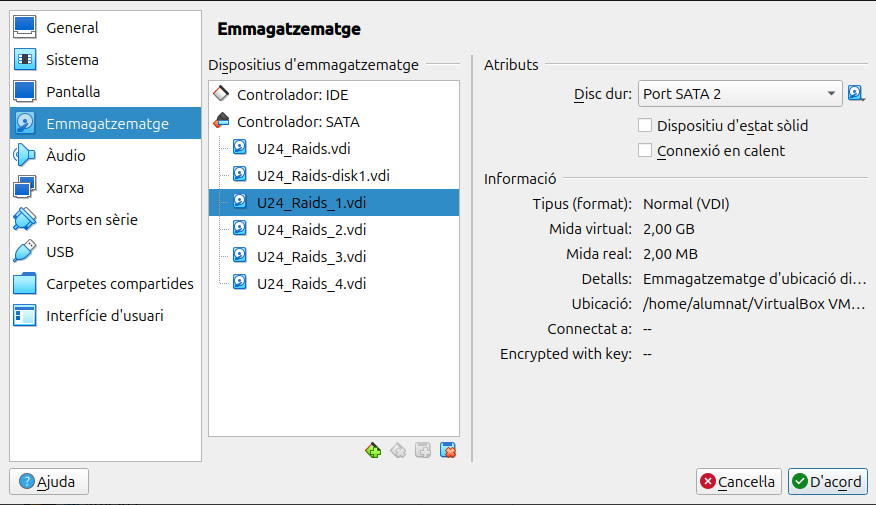 General
Sistema
Pantalla
Emmagatzematge
Àudio
Xarxa
Ports en sèrie
USB
Carpetes compartides
Interfície d'usuari
Emmagatzematge
Dispositius d'emmagatzematge
Controlador: IDE
Controlador: SATA
U24_Raids.vdi
U24_Raids-disk1.vdi
U24_Raids_1.vdi
U24_Raids_2.vdi
U24_Raids_3.vdi
U24_Raids_4.vdi
Atributs
Disc dur: Port SATA 2
Dispositiu d'estat sòlid
Connexió en calent
Informació
Tipus (format): Normal (VDI)
Mida virtual: 2,00 GB
Mida real: 2,00 MB
Detalls: Emmagatzematge d'ubicació di...
Ubicació: /home/alumnat/VirtualBox VM...
Connectat a: --
Encrypted with key: --
Ajuda
Cancel·la
D'acord